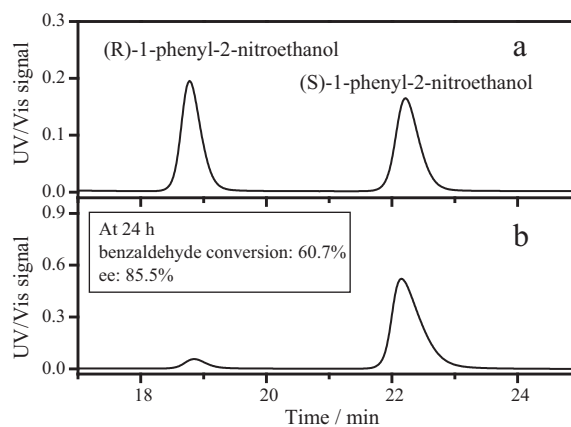 0.3
(R)-1-phenyl-2-nitroethanol
a
(S)-1-phenyl-2-nitroethanol
0.2
0.1
0.0
UV/Vis signal
0.9
b
At 24 h
benzaldehyde conversion: 60.7%
ee: 85.5%
0.6
0.3
0.0
UV/Vis signal
18 20 22 24
Time / min